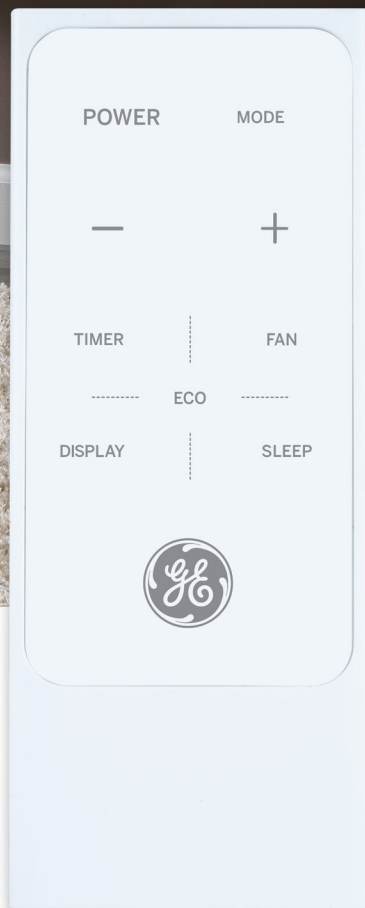 POWER MODE
− +
TIMER FAN
ECO
DISPLAY SLEEP
GE